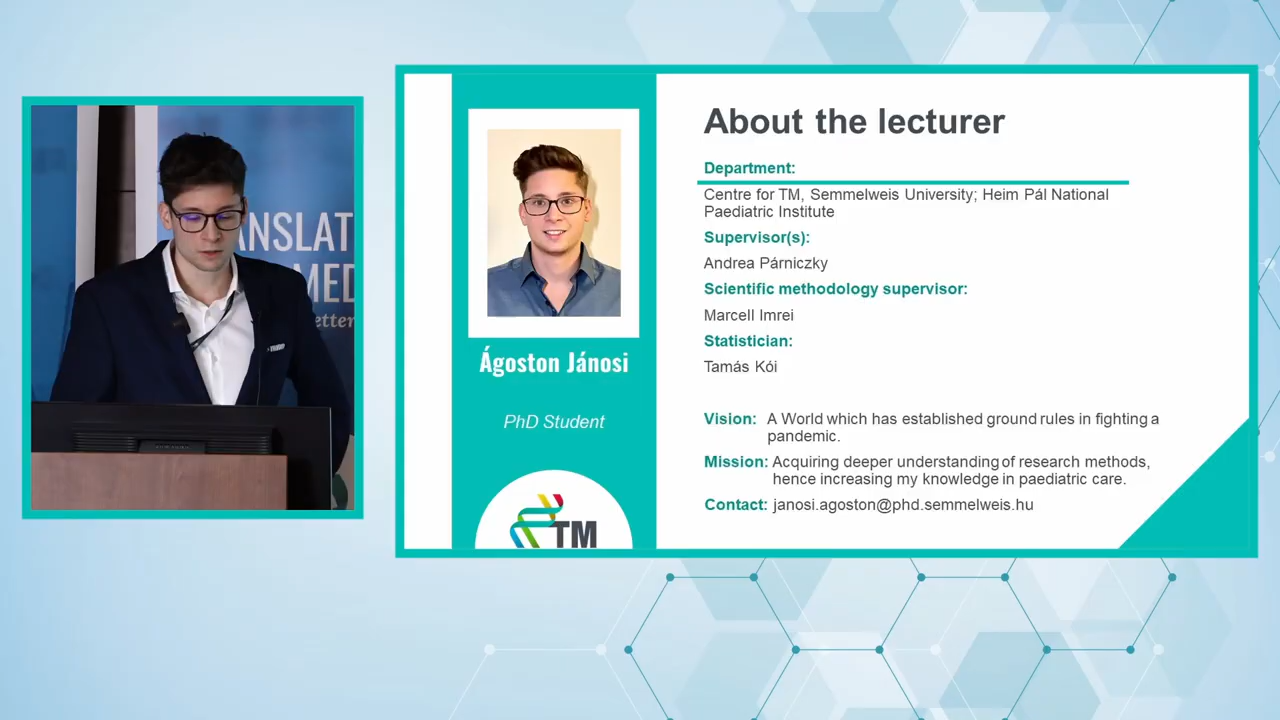 ANSLAT
MED
etter
About the lecturer
Department:
Centre for TM, Semmelweis University; Heim Pál National
Paediatric Institute
Supervisor(s):
Andrea Párniczky
Scientific methodology supervisor:
Marcell Imrei
Statistician:
Tamás Kói
Vision: A World which has established ground rules in fighting a
pandemic.
Mission: Acquiring deeper understanding of research methods,
hence increasing my knowledge in paediatric care.
Contact: janosi.agoston@phd.semmelweis.hu
Ágoston Jánosi
PhD Student
TM